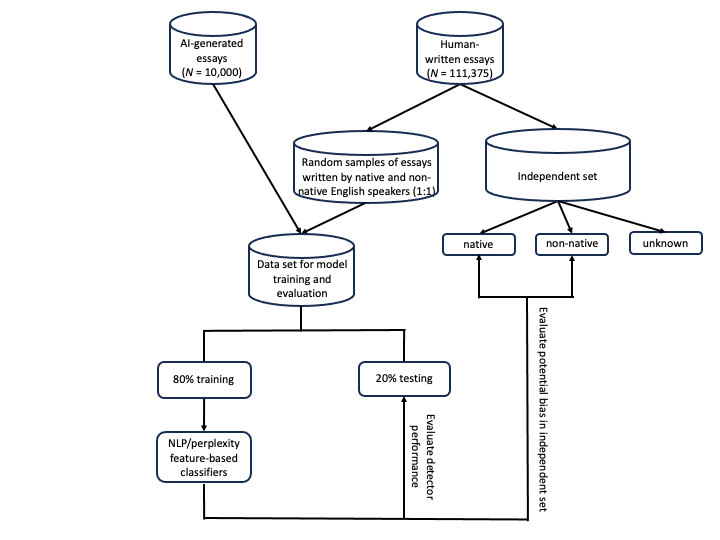 AI-generated
essays
(N = 10,000)
Human-
written essays
(N = 111,375)
Random samples of essays
written by native and non-
native English speakers (1:1)
Independent set
native
non-native
unknown
Data set for model
training and
evaluation
80% training
20% testing
NLP/perplexity
feature-based
classifiers
Evaluate detector
performance
Evaluate potential bias in independent set